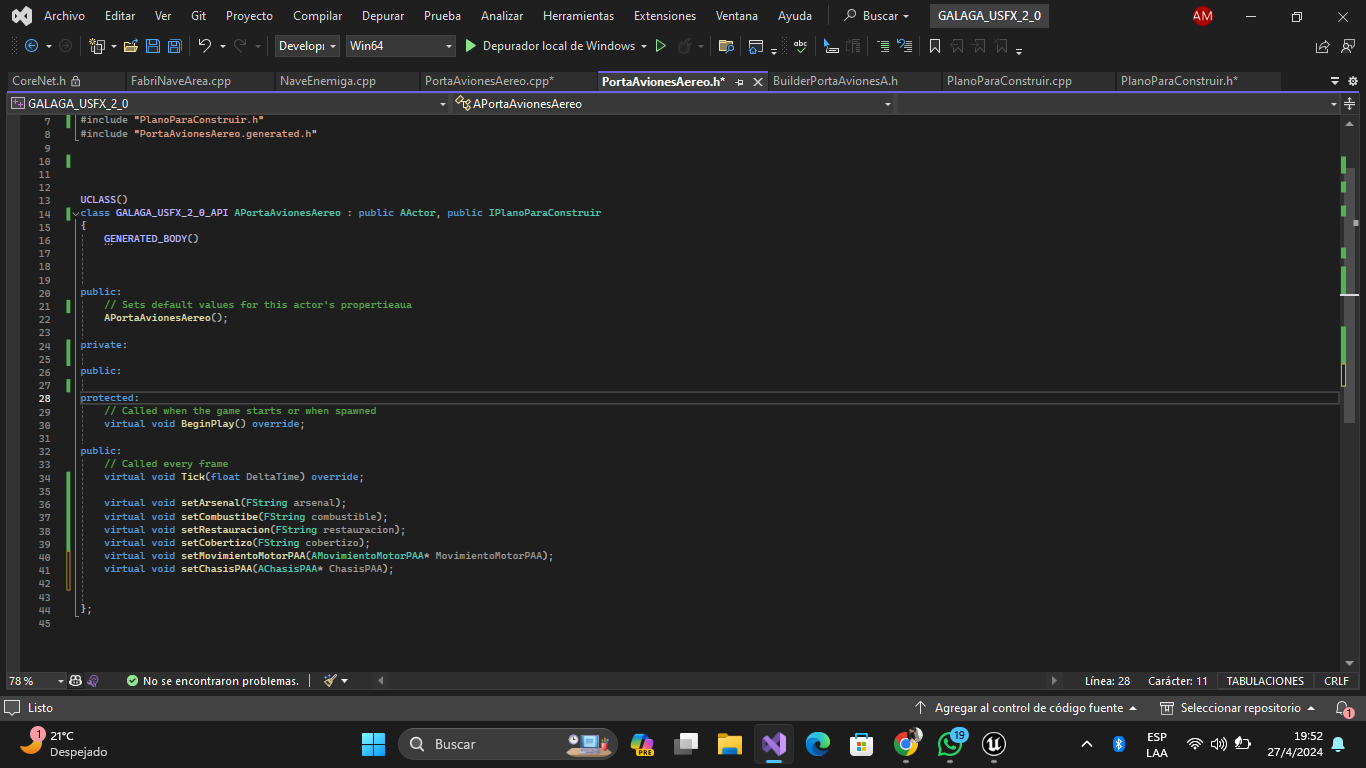 Archivo Editar Ver Git Proyecto Compilar Depurar Prueba Analizar Herramientas Extensiones Ventana Ayuda Buscar GALAGA_USFX_2_0 AM
Develop Win64 Depurador local de Windows
CoreNet.h FabriNaveArea.cpp NaveEnemiga.cpp PortaAvionesAereo.cpp* PortaAvionesAereo.h* BuilderPortaAvionesA.h PlanoParaConstruir.cpp PlanoParaConstruir.h*
GALAGA_USFX_2_0 APortaAvionesAereo
7 #include "PlanoParaConstruir.h"
8 #include "PortaAvionesAereo.generated.h"
9
10
11
12
13 UCLASS()
14 class GALAGA_USFX_2_0_API APortaAvionesAereo : public AActor, public IPlanoParaConstruir
15 {
16 GENERATED_BODY()
17
18
19
20 public:
21 // Sets default values for this actor's propertieaua
22 APortaAvionesAereo();
23
24 private:
25
26 public:
27
28 protected:
29 // Called when the game starts or when spawned
30 virtual void BeginPlay() override;
31
32 public:
33 // Called every frame
34 virtual void Tick(float DeltaTime) override;
35
36 virtual void setArsenal(FString arsenal);
37 virtual void setCombustibe(FString combustible);
38 virtual void setRestauracion(FString restauracion);
39 virtual void setCobertizo(FString cobertizo);
40 virtual void setMovimientoMotorPAA(AMovimientoMotorPAA* MovimientoMotorPAA);
41 virtual void setChasisPAA(AChasisPAA* ChasisPAA);
42
43
44 };
45
78 % No se encontraron problemas. Línea: 28 Carácter: 11 TABULACIONES CRLF
Listo Agregar al control de código fuente Seleccionar repositorio 1
1 21°C Buscar PRE 19 ESP 19:52
Despejado LAA 27/4/2024